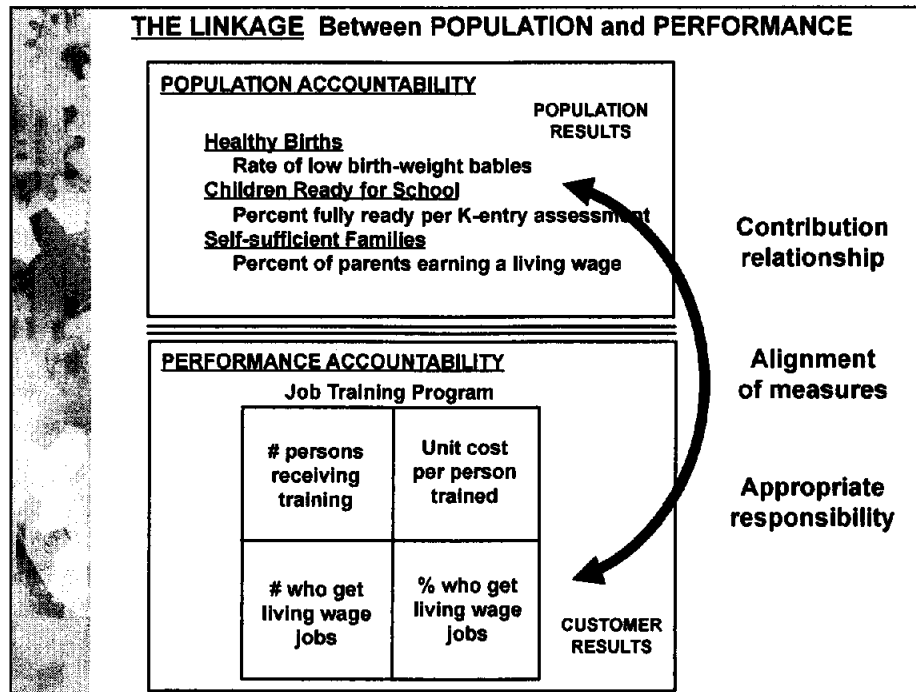 THE LINKAGE Between POPULATION and PERFORMANCE
POPULATION ACCOUNTABILITY
POPULATION
RESULTS
Healthy Births
Rate of low birth-weight babies
Children Ready for School
Percent fully ready per K-entry assessment
Self-sufficient Families
Percent of parents earning a living wage
Contribution
relationship
Alignment
of measures
Appropriate
responsibility
PERFORMANCE ACCOUNTABILITY
Job Training Program
# persons
receiving
training
Unit cost
per person
trained
# who get
living wage
jobs
% who get
living wage
jobs
CUSTOMER
RESULTS